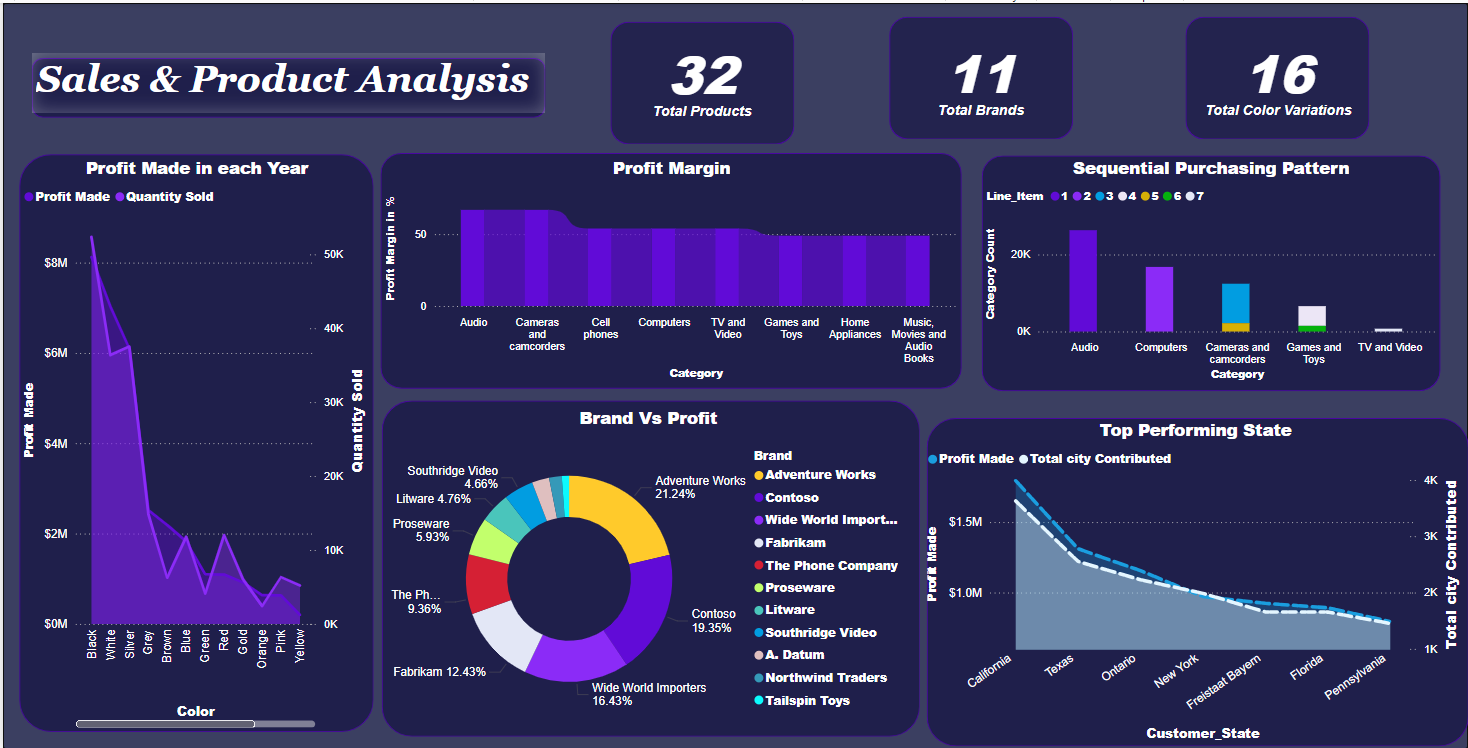 Sales & Product Analysis
32
Total Products
11
Total Brands
16
Total Color Variations
Profit Made in each Year
Profit Made
Quantity Sold
$8M
$6M
$4M
$2M
$0M
50K
40K
30K
20K
10K
0K
Profit Made
Quantity Sold
Black
White
Silver
Grey
Brown
Blue
Green
Red
Gold
Orange
Pink
Yellow
Color
Profit Margin
Profit Margin in %
50
0
Audio
Cameras
and
camcorders
Cell
phones
Computers
TV and
Video
Games and
Toys
Home
Appliances
Music,
Movies and
Audio
Books
Category
Sequential Purchasing Pattern
Line_Item 1 2 3 4 5 6 7
Category Count
20K
0K
Audio
Computers
Cameras and
camcorders
Games and
Toys
TV and Video
Category
Brand Vs Profit
Adventure Works
21.24%
Contoso
19.35%
Wide World Importers
16.43%
Fabrikam 12.43%
The Ph...
9.36%
Proseware
5.93%
Litware 4.76%
Southridge Video
4.66%
Brand
Adventure Works
Contoso
Wide World Import...
Fabrikam
The Phone Company
Proseware
Litware
Southridge Video
A. Datum
Northwind Traders
Tailspin Toys
Top Performing State
Profit Made
Total city Contributed
$1.5M
$1.0M
4K
3K
2K
1K
Profit Made
Total city Contributed
California
Texas
Ontario
New York
Freistaat Bayern
Florida
Pennsylvania
Customer_State